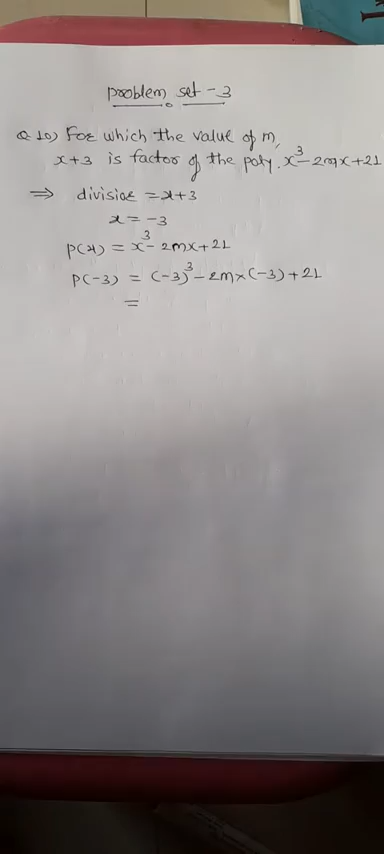 problem set - 3
Q 10) For which the value of m,
x+3 is factor of the poly. x³-2mx+21
⇒ divisior = x+3
x = -3
P(x) = x³-2mx+21
P(-3) = (-3)³-2m×(-3)+21
=